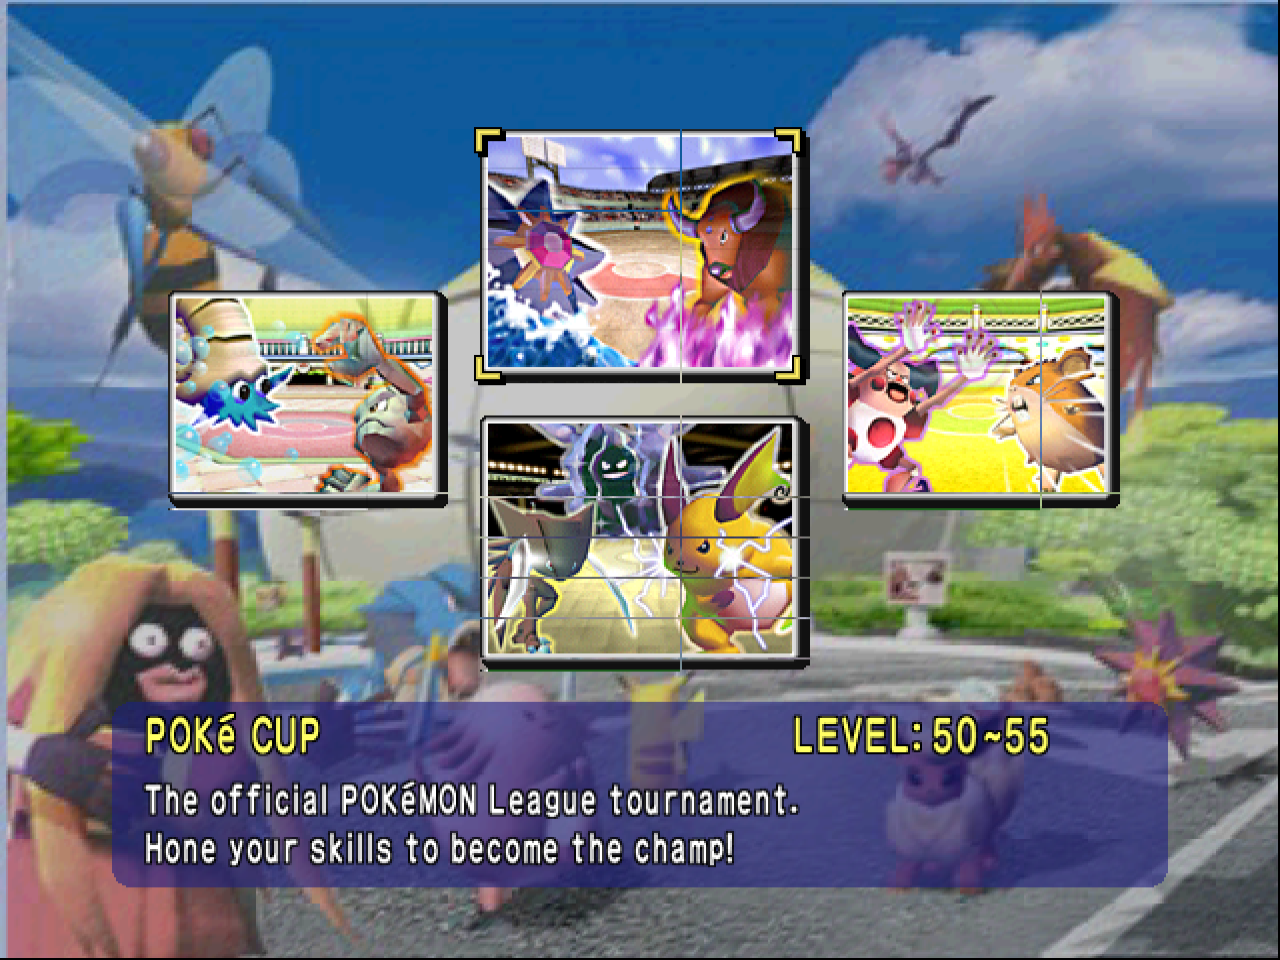 POKé CUP LEVEL: 50~55
The official POKéMON League tournament.
Hone your skills to become the champ!